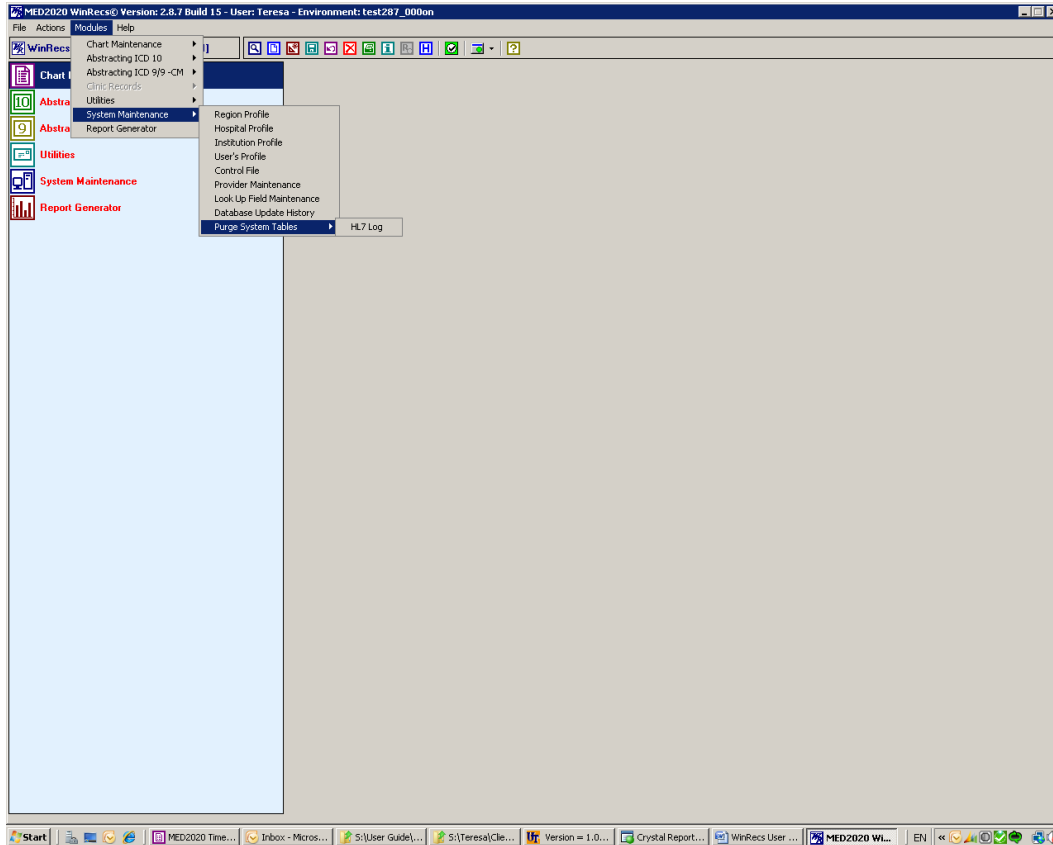 MED2020 WinRecs© Version: 2.8.7 Build 15 - User: Teresa - Environment: test287_000on
File Actions Modules Help
WinRecs
Chart Maintenance
Abstracting ICD 10
Abstracting ICD 9/9 -CM
Clinic Records
Utilities
System Maintenance
Report Generator
Region Profile
Hospital Profile
Institution Profile
User's Profile
Control File
Provider Maintenance
Look Up Field Maintenance
Database Update History
Purge System Tables
HL7 Log
Chart
10 Abstra
9 Abstra
Utilities
System Maintenance
Report Generator
Start MED2020 Time... Inbox - Micros... S:\User Guide\... S:\Teresa\Clie... Version = 1.0... Crystal Report... WinRecs User ... MED2020 Wi... EN «